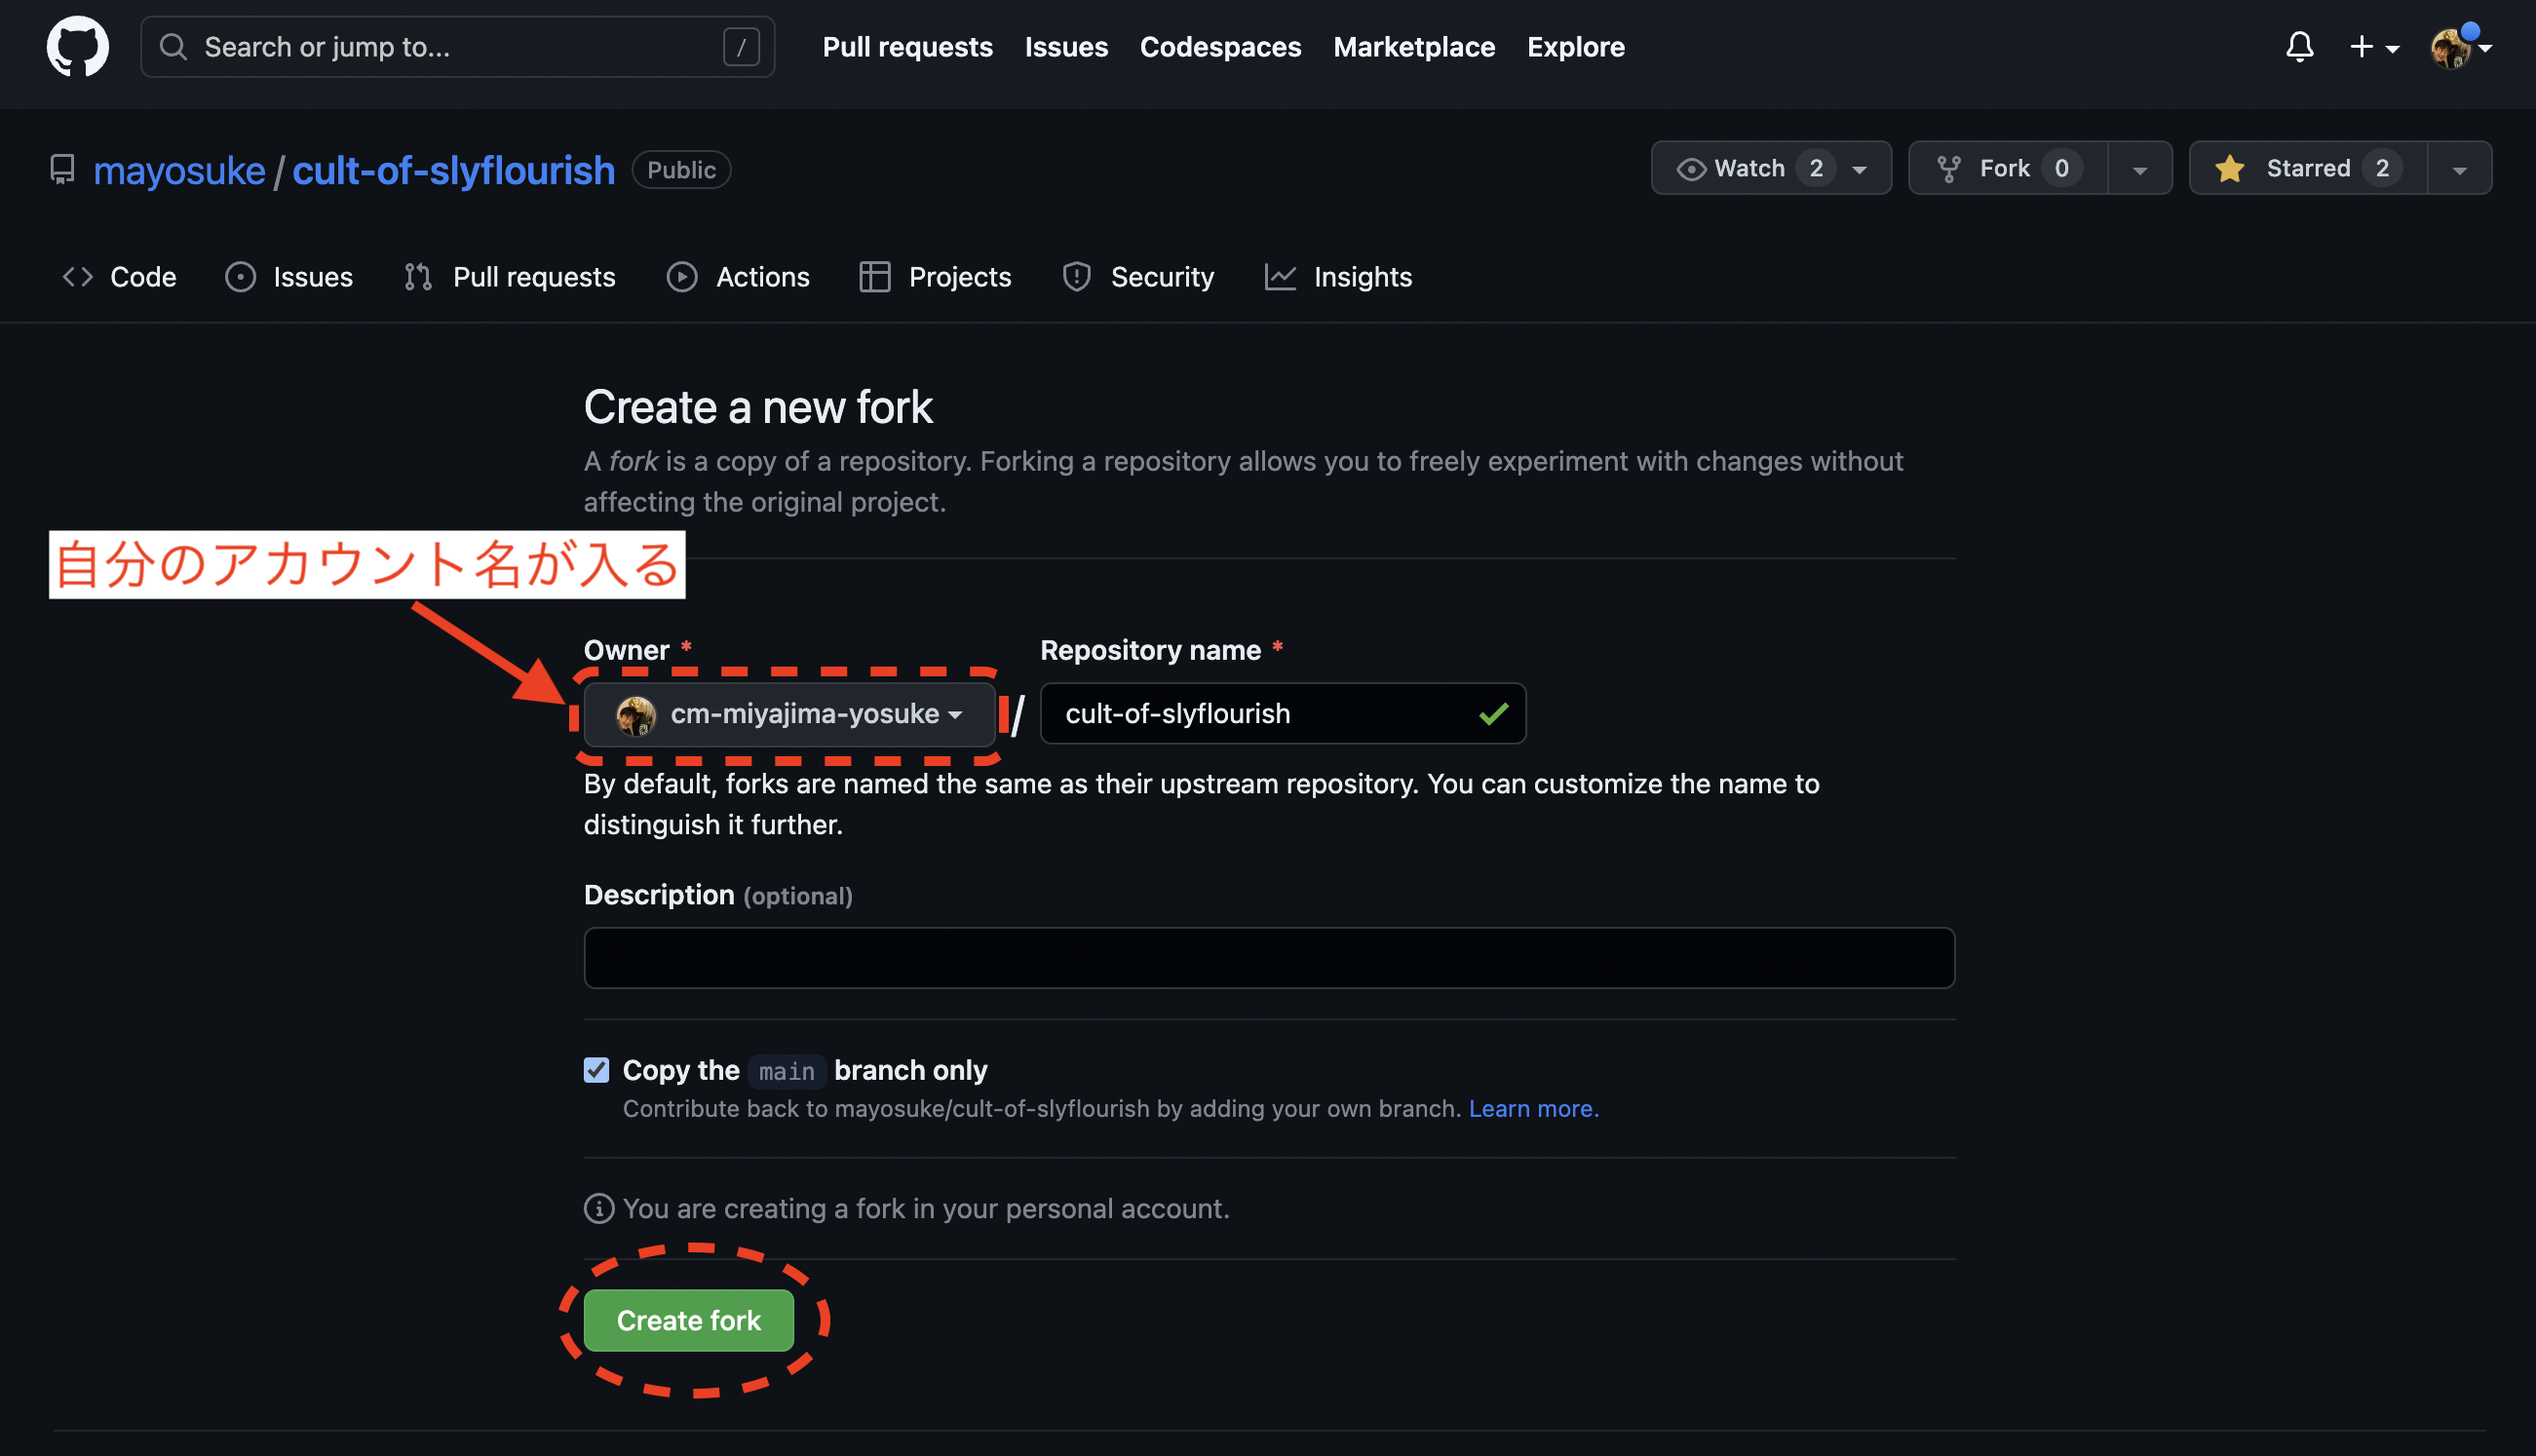 Search or jump to... /
Pull requests Issues Codespaces Marketplace Explore
mayosuke / cult-of-slyflourish Public
Watch 2 Fork 0 Starred 2
Code Issues Pull requests Actions Projects Security Insights
Create a new fork
A fork is a copy of a repository. Forking a repository allows you to freely experiment with changes without
affecting the original project.
自分のアカウント名が入る
Owner * Repository name *
cm-miyajima-yosuke / cult-of-slyflourish
By default, forks are named the same as their upstream repository. You can customize the name to
distinguish it further.
Description (optional)
Copy the main branch only
Contribute back to mayosuke/cult-of-slyflourish by adding your own branch. Learn more.
You are creating a fork in your personal account.
Create fork